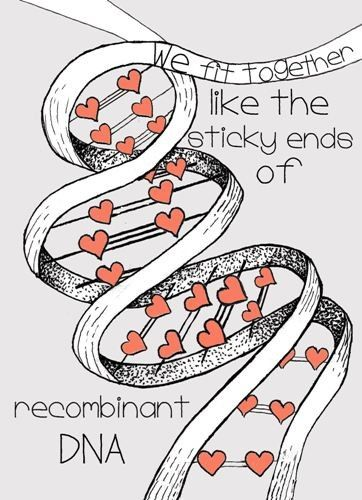 We fit together
like the
sticky ends
of
recombinant
DNA